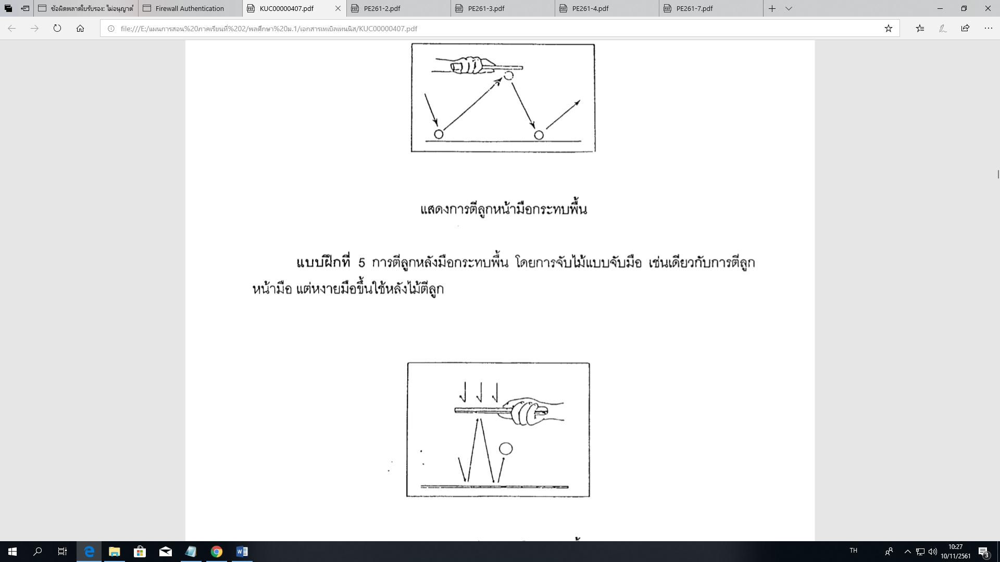 ข้อผิดพลาดใบรับรอง: ไม่อนุญาต
Firewall Authentication
KUC00000407.pdf
PE261-2.pdf
PE261-3.pdf
PE261-4.pdf
PE261-7.pdf
file:///E:/แผนการสอน%20ภาคเรียนที่%202/พลศึกษา%20ม.1/เอกสารเทเบิลเทนนิส/KUC00000407.pdf
แสดงการตีลูกหน้ามือกระทบพื้น
แบบฝึกที่ 5 การตีลูกหลังมือกระทบพื้น โดยการจับไม้แบบจับมือ เช่นเดียวกับการตีลูก
หน้ามือ แต่หงายมือขึ้นใช้หลังไม้ตีลูก
TH
10:27
10/11/2561
3